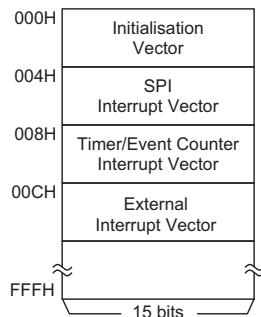 000H
Initialisation
Vector
004H
SPI
Interrupt Vector
008H
Timer/Event Counter
Interrupt Vector
00CH
External
Interrupt Vector
FFFH
15 bits